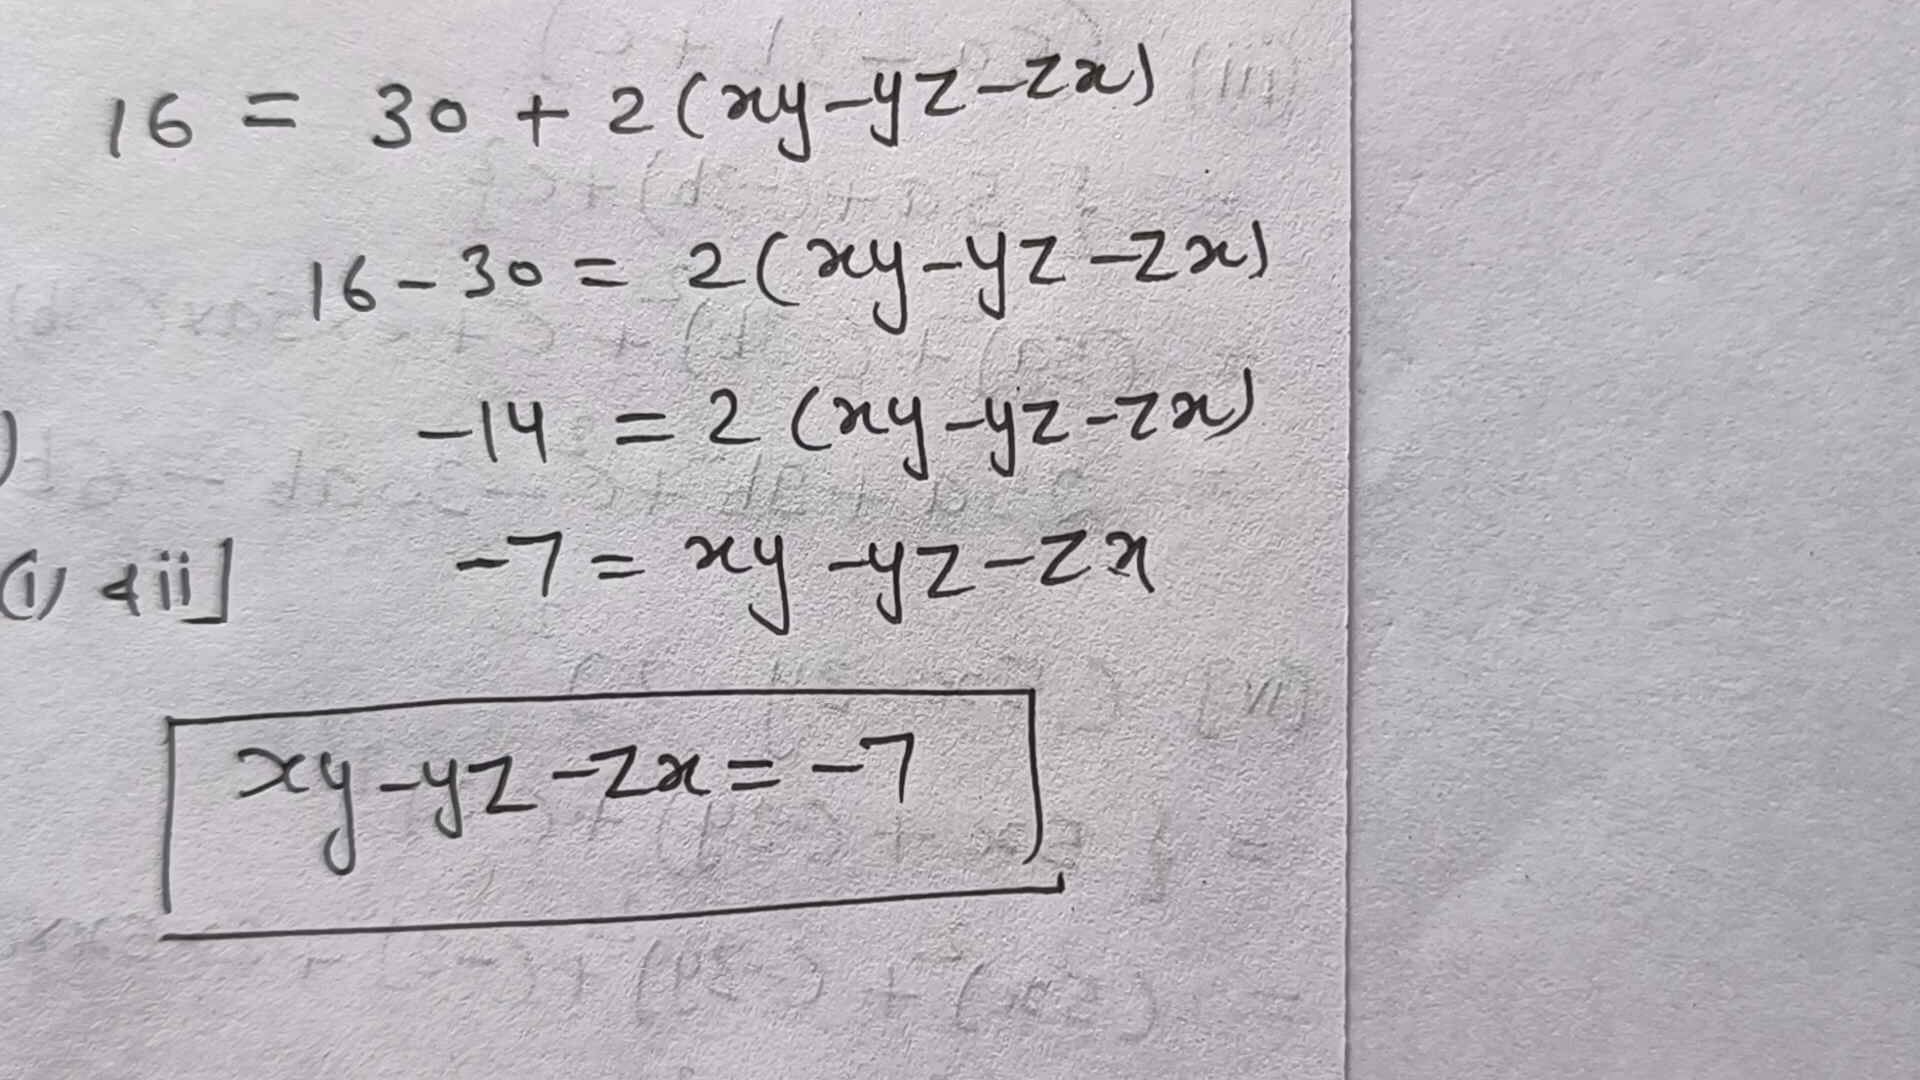 16 = 30 + 2(xy-yz-zx)
16-30 = 2(xy-yz-zx)
-14 = 2(xy-yz-zx)
(i) & ii] -7 = xy-yz-zx
xy-yz-zx = -7